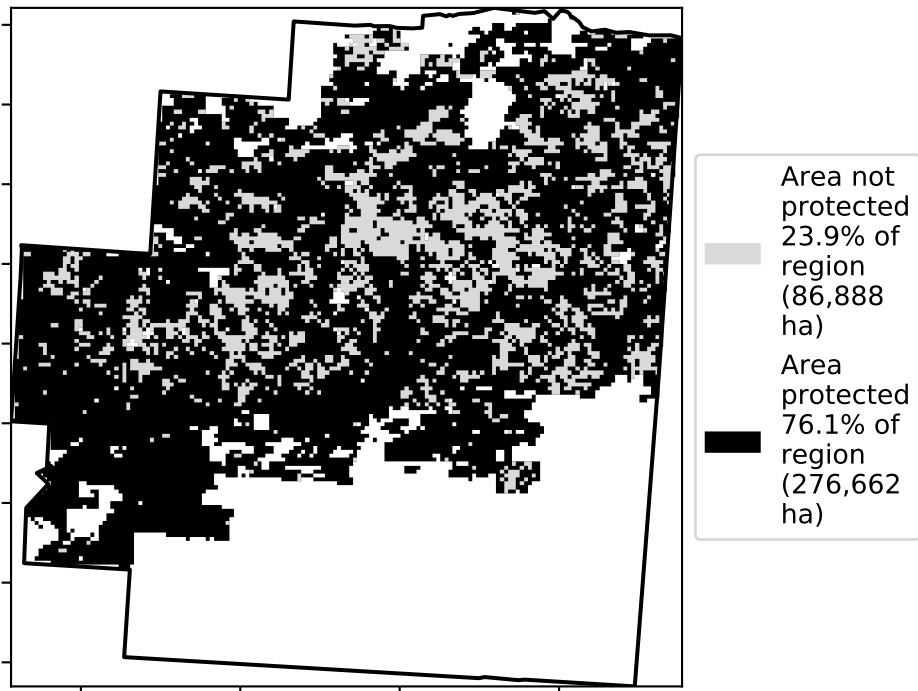 Area not
protected
23.9% of
region
(86,888
ha)
Area
protected
76.1% of
region
(276,662
ha)